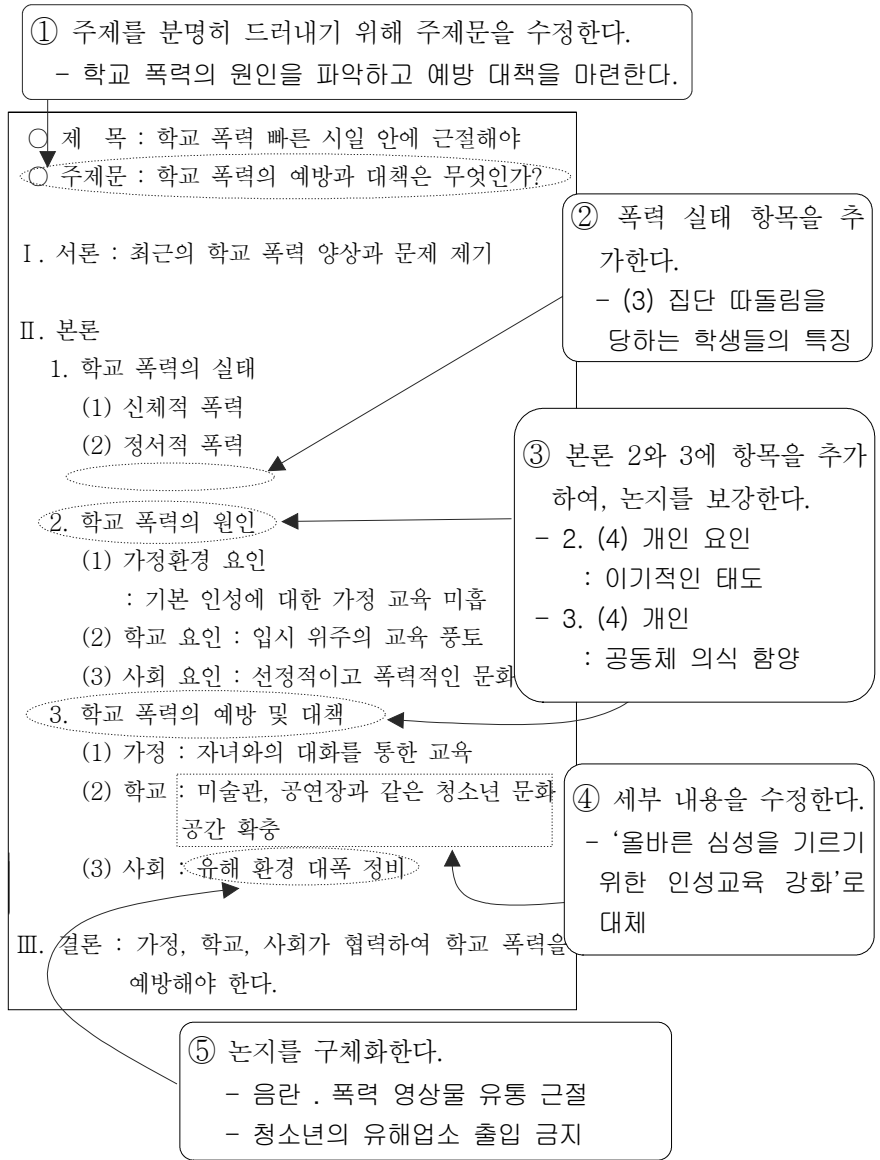 ① 주제를 분명히 드러내기 위해 주제문을 수정한다.
- 학교 폭력의 원인을 파악하고 예방 대책을 마련한다.
○ 제 목 : 학교 폭력 빠른 시일 안에 근절해야
○ 주제문 : 학교 폭력의 예방과 대책은 무엇인가?
Ⅰ. 서론 : 최근의 학교 폭력 양상과 문제 제기
Ⅱ. 본론
1. 학교 폭력의 실태
(1) 신체적 폭력
(2) 정서적 폭력
2. 학교 폭력의 원인
(1) 가정환경 요인
: 기본 인성에 대한 가정 교육 미흡
(2) 학교 요인 : 입시 위주의 교육 풍토
(3) 사회 요인 : 선정적이고 폭력적인 문화
3. 학교 폭력의 예방 및 대책
(1) 가정 : 자녀와의 대화를 통한 교육
(2) 학교 : 미술관, 공연장과 같은 청소년 문화
공간 확충
(3) 사회 : 유해 환경 대폭 정비
Ⅲ. 결론 : 가정, 학교, 사회가 협력하여 학교 폭력을
예방해야 한다.
② 폭력 실태 항목을 추
가한다.
- (3) 집단 따돌림을
당하는 학생들의 특징
③ 본론 2와 3에 항목을 추가
하여, 논지를 보강한다.
- 2. (4) 개인 요인
: 이기적인 태도
- 3. (4) 개인
: 공동체 의식 함양
④ 세부 내용을 수정한다.
- ‘올바른 심성을 기르기
위한 인성교육 강화’로
대체
⑤ 논지를 구체화한다.
- 음란 . 폭력 영상물 유통 근절
- 청소년의 유해업소 출입 금지